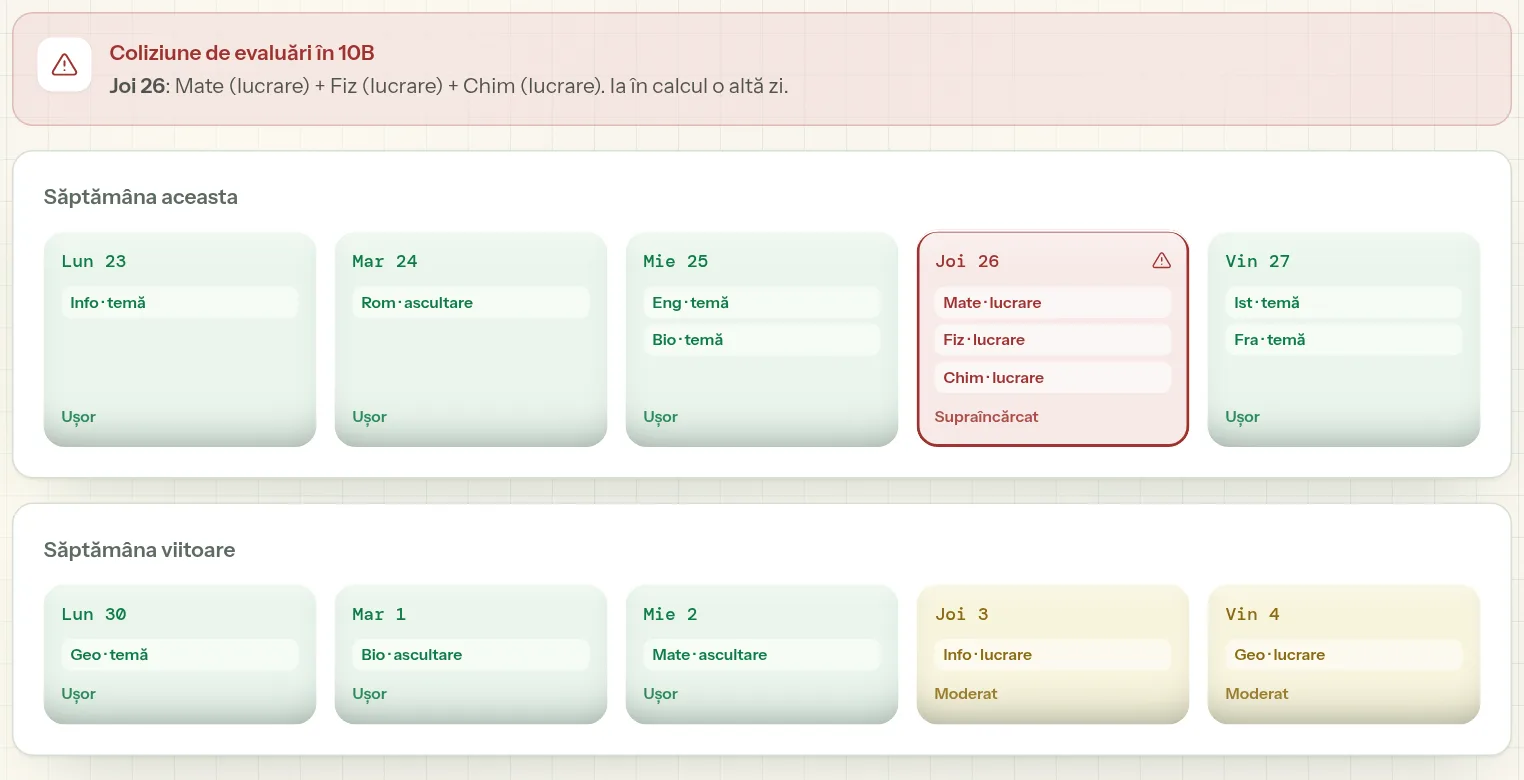 Coliziune de evaluări în 10B
Joi 26: Mate (lucrare) + Fiz (lucrare) + Chim (lucrare). Ia în calcul o altă zi.
Săptămâna aceasta
Lun 23
Info·temă
Ușor
Mar 24
Rom·ascultare
Ușor
Mie 25
Eng·temă
Bio·temă
Ușor
Joi 26
Mate·lucrare
Fiz·lucrare
Chim·lucrare
Supraîncărcat
Vin 27
Ist·temă
Fra·temă
Ușor
Săptămâna viitoare
Lun 30
Geo·temă
Ușor
Mar 1
Bio·ascultare
Ușor
Mie 2
Mate·ascultare
Ușor
Joi 3
Info·lucrare
Moderat
Vin 4
Geo·lucrare
Moderat